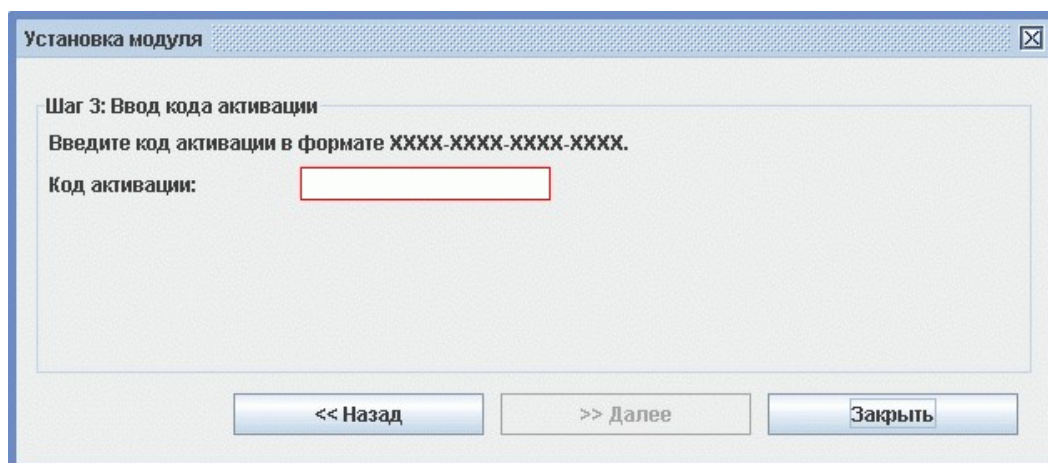 Установка модуля
Шаг 3: Ввод кода активации
Введите код активации в формате XXXX-XXXX-XXXX-XXXX.
Код активации:
<< Назад >> Далее Закрыть